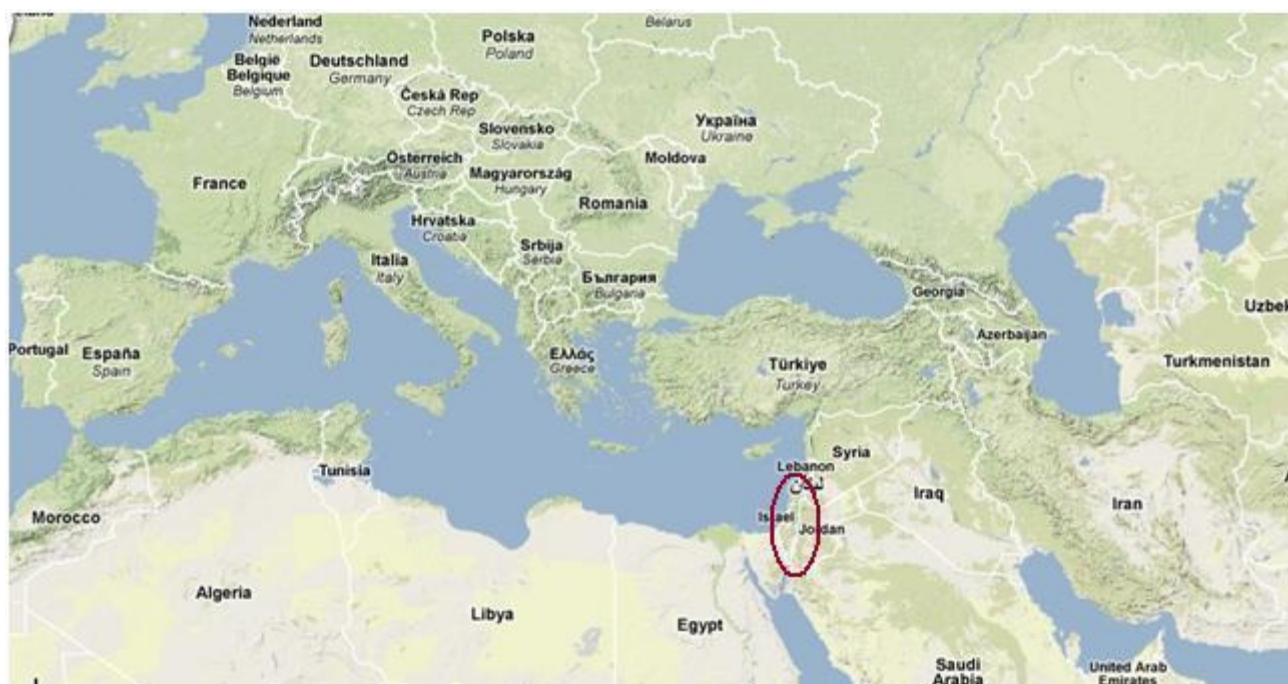 Nederland
Netherlands
Belarus
Polska
Poland
België
Belgique
Belgium
Deutschland
Germany
Česká Rep
Czech Rep
Slovensko
Slovakia
Україна
Ukraine
Österreich
Austria
Moldova
France
Magyarország
Hungary
Romania
Hrvatska
Croatia
Srbija
Serbia
Italia
Italy
България
Bulgaria
Georgia
Azerbaijan
Portugal
España
Spain
Ελλάς
Greece
Türkiye
Turkey
Turkmenistan
Tunisia
Syria
Lebanon
لبنان
Iraq
Iran
Morocco
Israel
Jordan
Algeria
Libya
Egypt
Saudi
Arabia
United Arab
Emirates